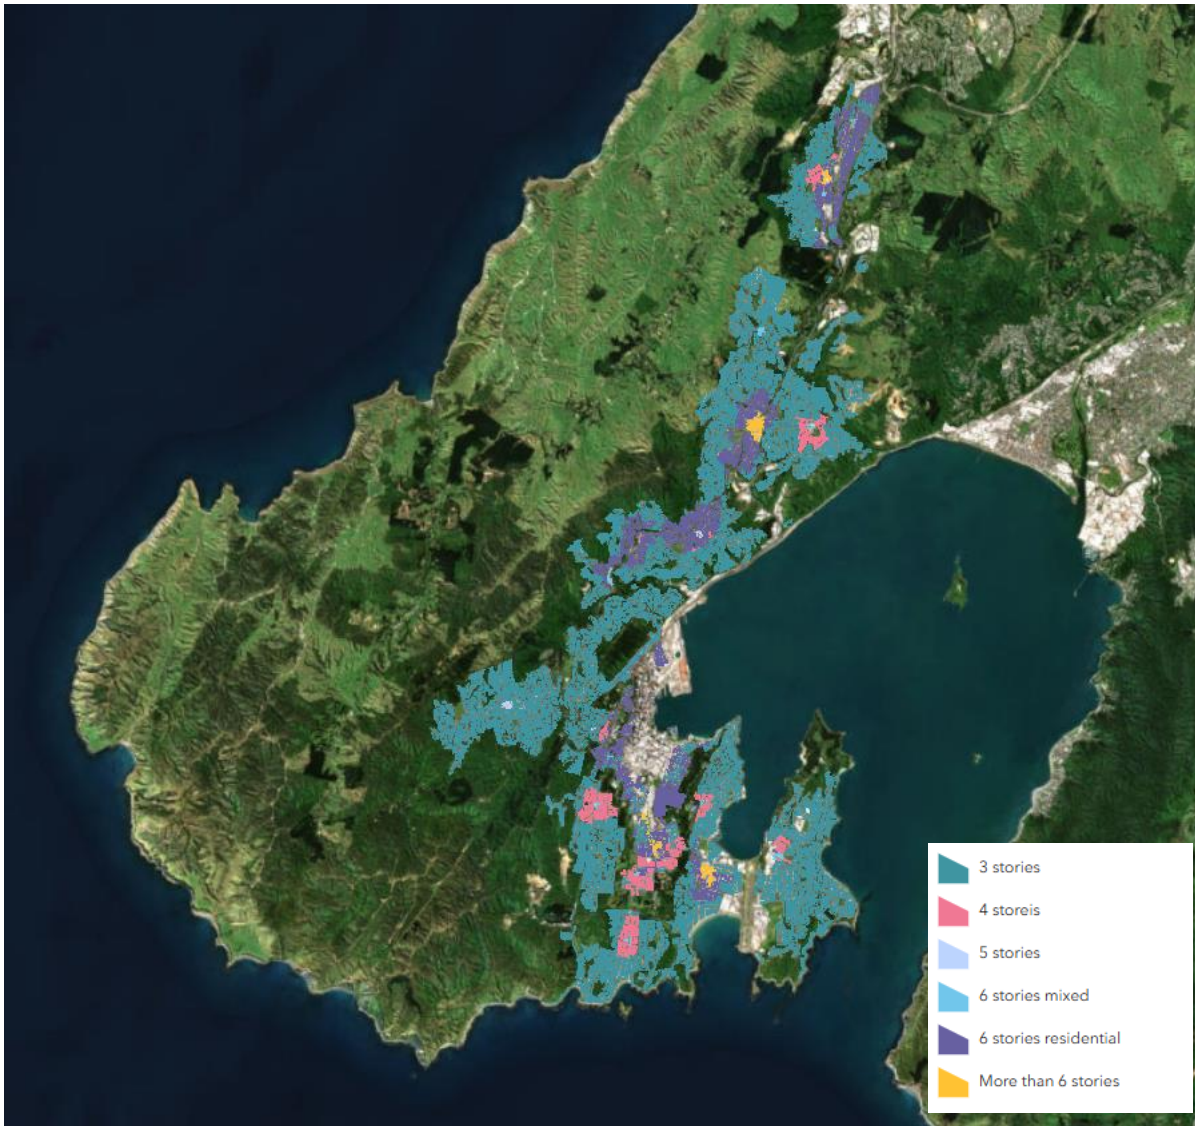 3 stories
4 storeis
5 stories
6 stories mixed
6 stories residential
More than 6 stories